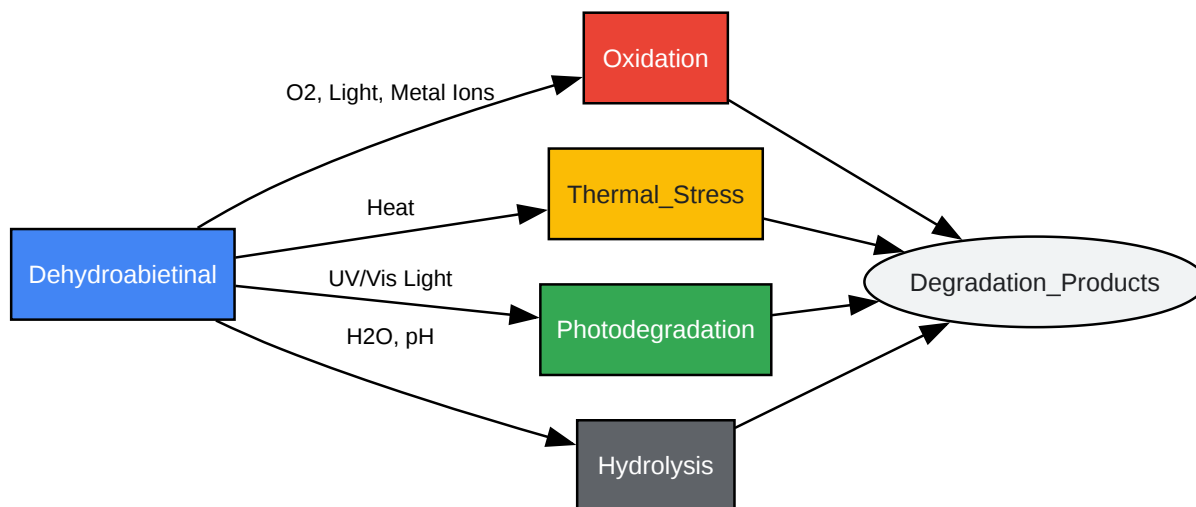 Oxidation
O2, Light, Metal Ions
Thermal_Stress
Heat
Dehydroabietinal
UV/Vis Light
Degradation_Products
Photodegradation
H2O, pH
Hydrolysis